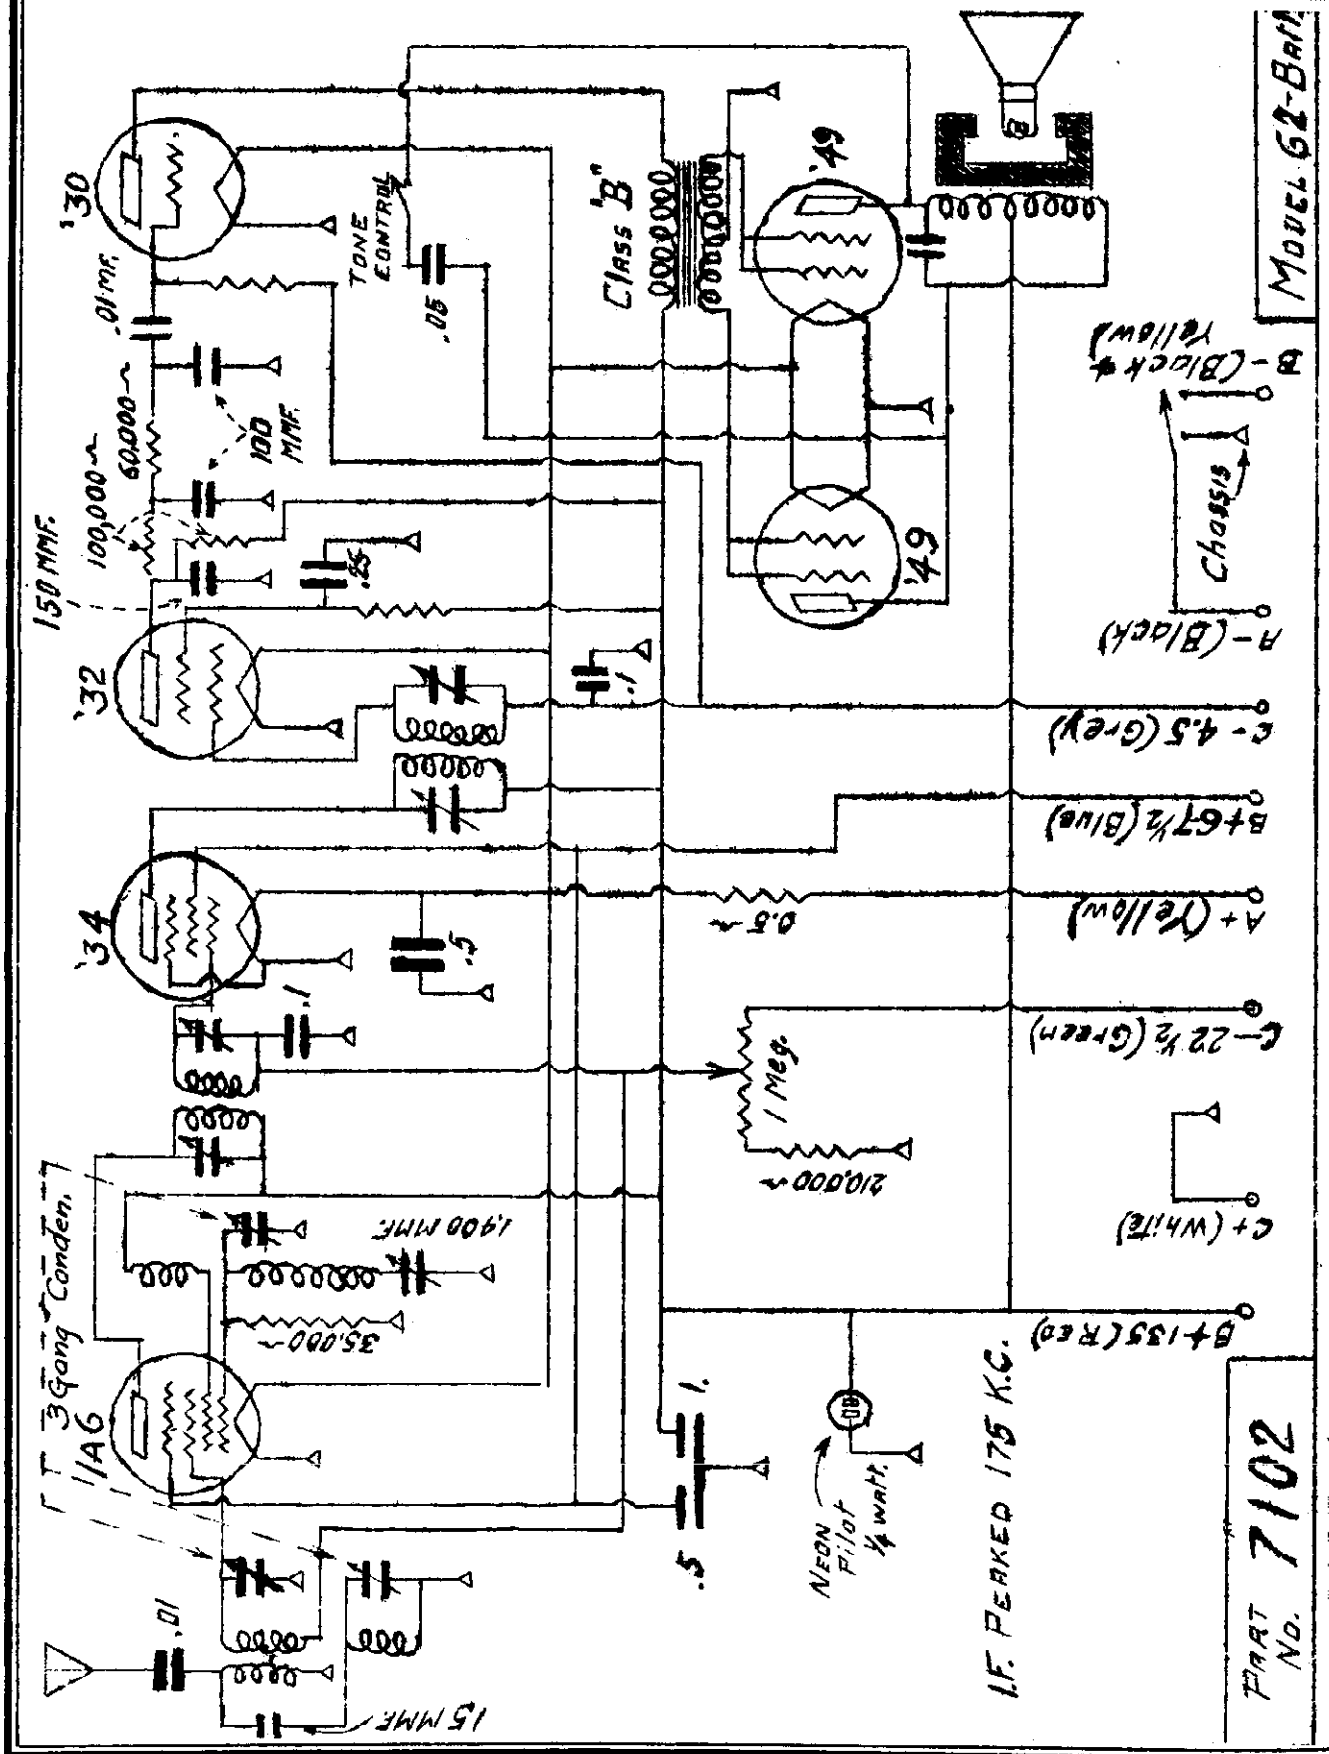 '30
'32
'34
1A6
.01 MF.
60,000~
100,000~
100
MMF.
150 MMF.
.25
TONE
CONTROL
.05
Class "B"
'49
'49
.1
.1
.5
0.5~
1 Meg.
210,000~
3 Gang Conden.
1,400 MMF.
35,000~
.01
15 MMF.
.5
1.
NEON
Pilot
1/4 Watt.
I.F. PEAKED 175 K.C.
B- (Black &
Yellow)
Chassis
A- (Black)
C- 4.5 (Grey)
B+ 67 1/2 (Blue)
A+ (Yellow)
C- 22 1/2 (Green)
C+ (White)
B+ 135 (Red)
MODEL 62-Batt
PART
NO. 7102